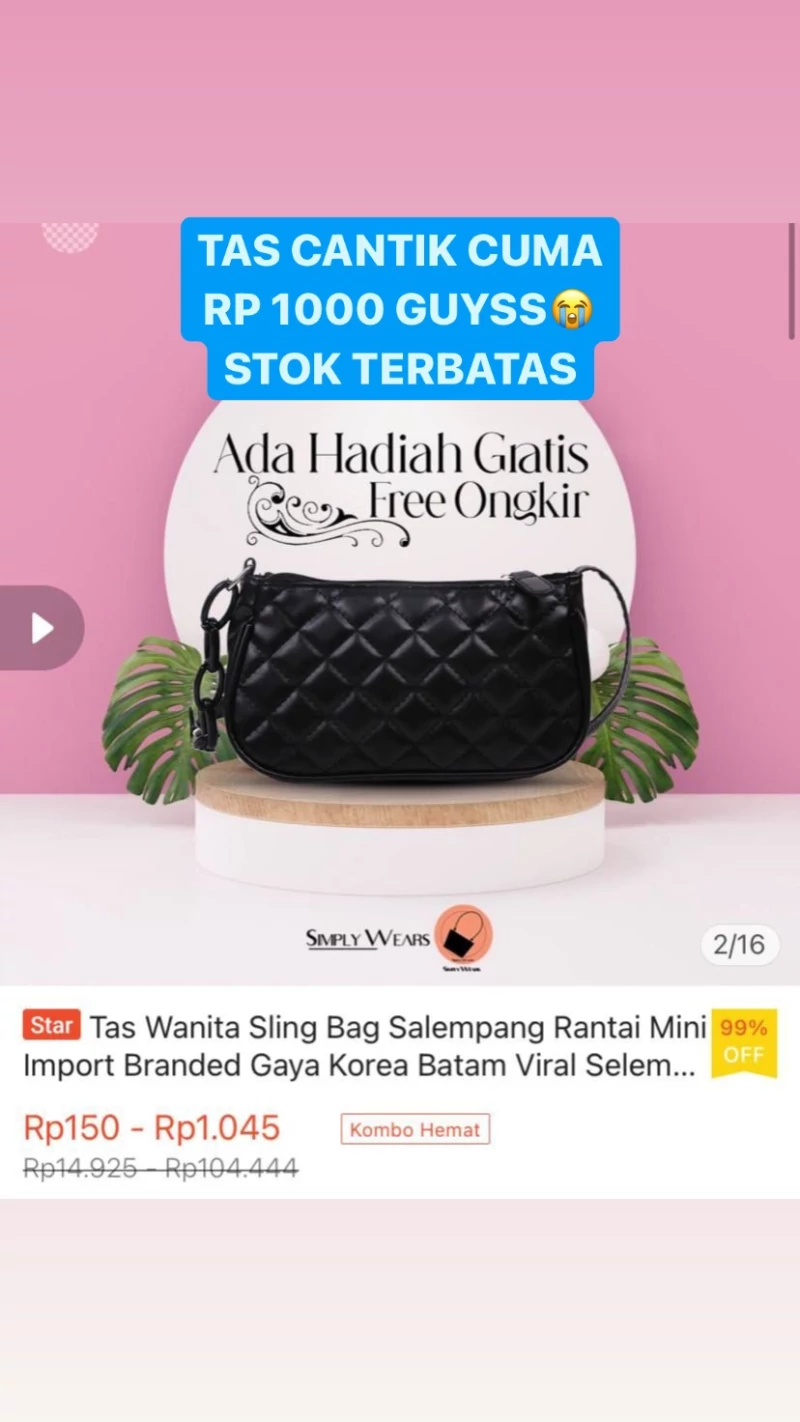 TAS CANTIK CUMA
RP 1000 GUYSS😭
STOK TERBATAS
Ada Hadiah Gratis
Free Ongkir
SIMPLY WEARS
2/16
Star Tas Wanita Sling Bag Salempang Rantai Mini
Import Branded Gaya Korea Batam Viral Selem...
99%
OFF
Rp150 - Rp1.045
Kombo Hemat
Rp14.925 - Rp104.444